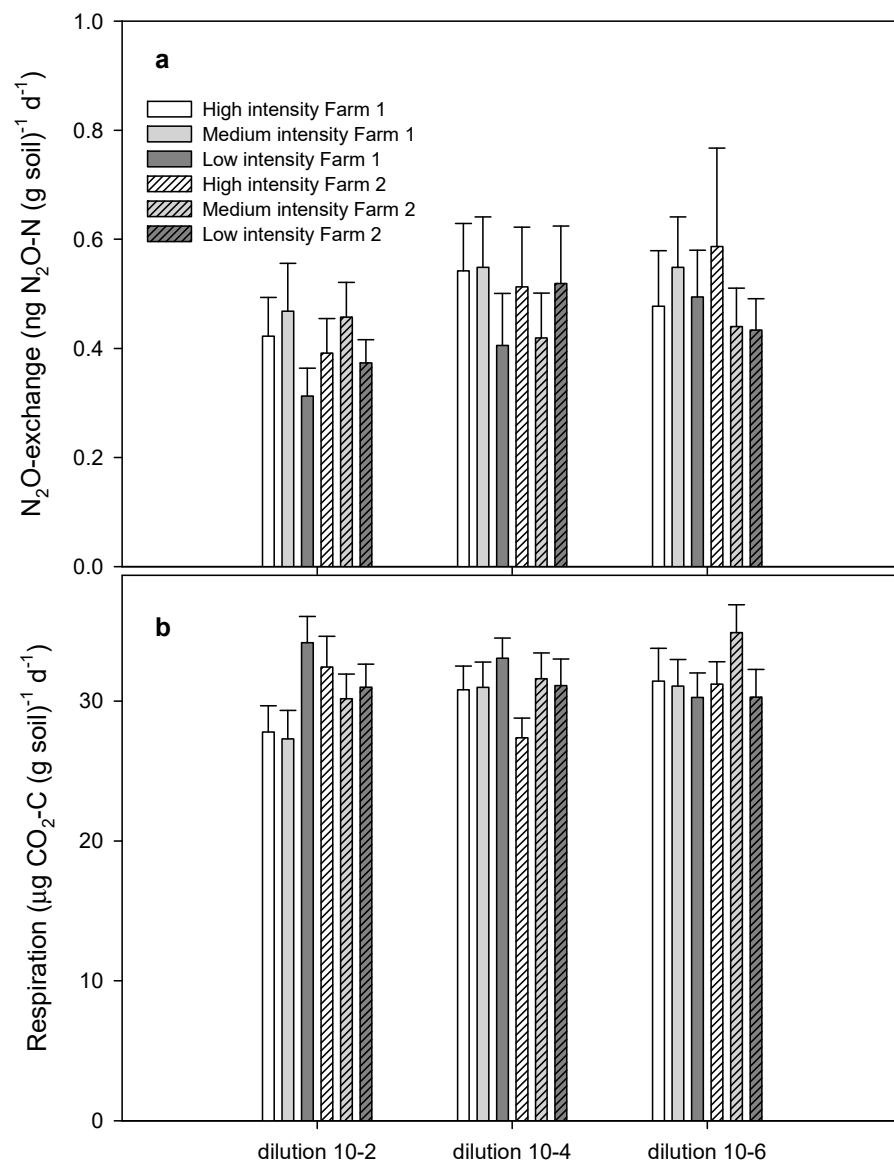 a
N₂O-exchange (ng N₂O-N (g soil)⁻¹ d⁻¹)
1.0
0.8
0.6
0.4
0.2
0.0
High intensity Farm 1
Medium intensity Farm 1
Low intensity Farm 1
High intensity Farm 2
Medium intensity Farm 2
Low intensity Farm 2
b
Respiration (µg CO₂-C (g soil)⁻¹ d⁻¹)
30
20
10
0
dilution 10-2 dilution 10-4 dilution 10-6